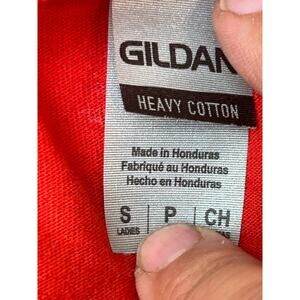 GILDAN
HEAVY COTTON
Made in Honduras
Fabriqué au Honduras
Hecho en Honduras
S P CH
LADIES